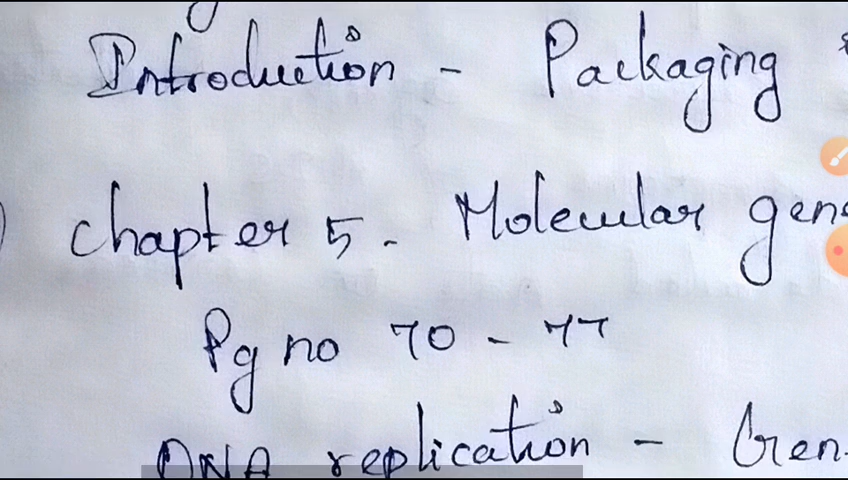 Introduction - Packaging
Chapter 5. Molecular gen
Pg no 70 - 77
DNA replication - Gen